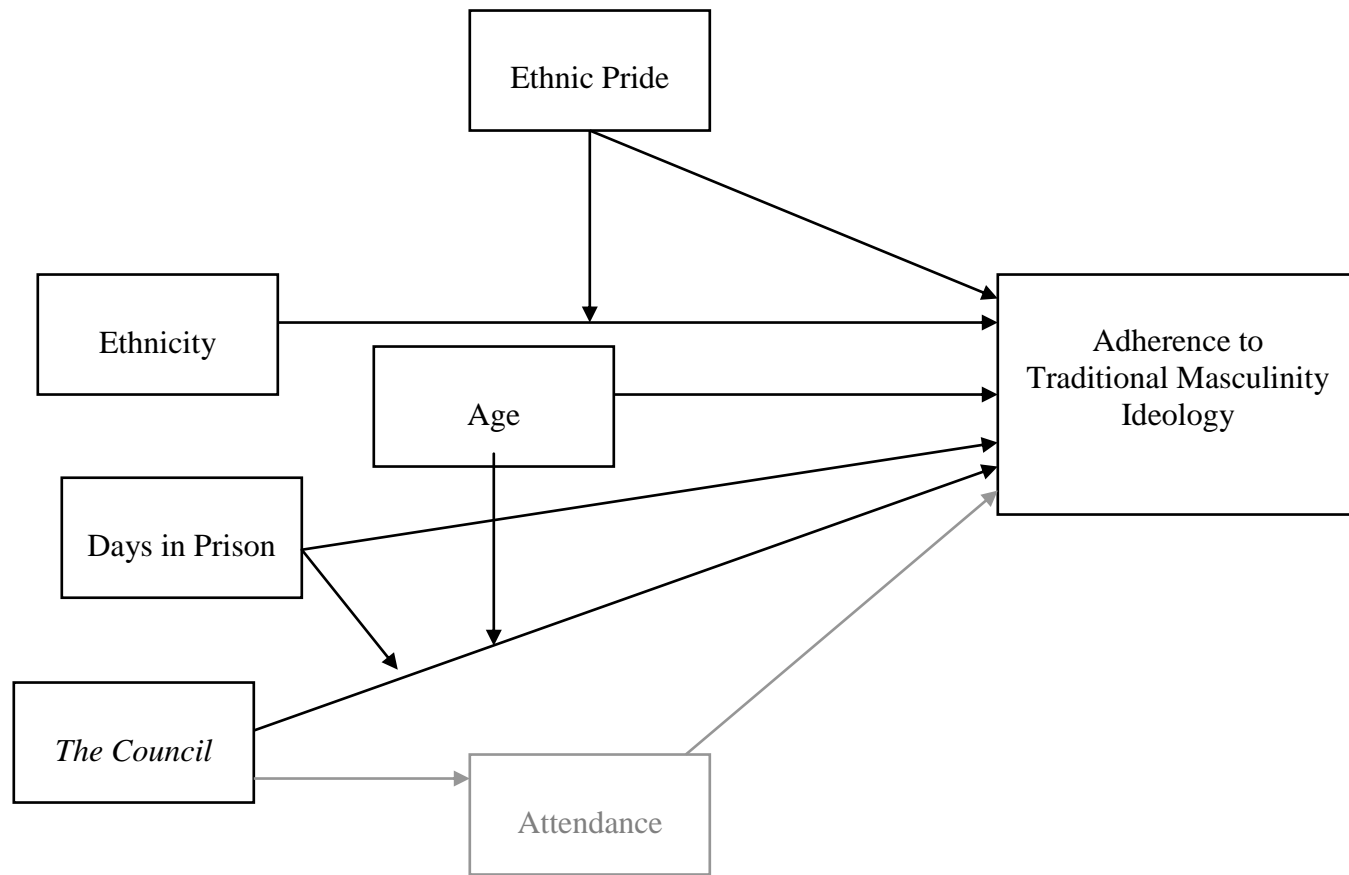 Ethnic Pride
Ethnicity
Adherence to
Traditional Masculinity
Ideology
Age
Days in Prison
The Council
Attendance